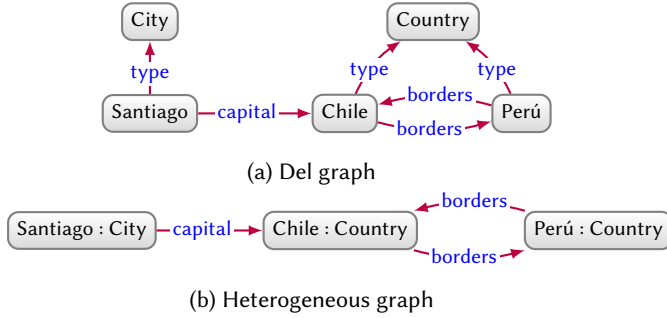 City Country
type type type
borders
Santiago capital Chile Perú
borders
(a) Del graph
borders
Santiago : City capital Chile : Country Perú : Country
borders
(b) Heterogeneous graph